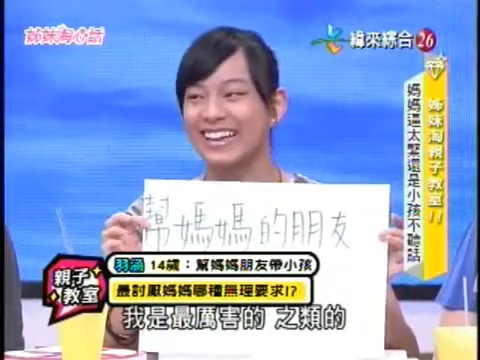 姊妹淘心話
緯來綜合 26
姊妹淘親子教室!!
媽媽逼太緊還是小孩不聽話
幫媽媽的朋友
親子教室
羽涵 14歲：幫媽媽朋友帶小孩
最討厭媽媽哪種無理要求!?
我是最厲害的 之類的